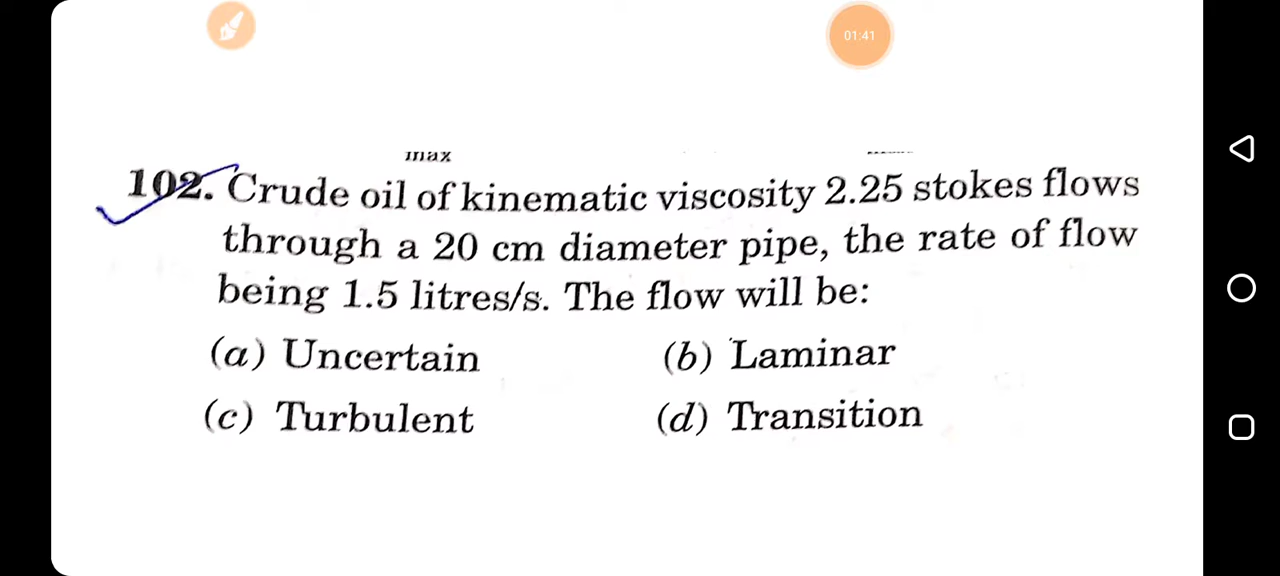 01:41
max
102. Crude oil of kinematic viscosity 2.25 stokes flows
through a 20 cm diameter pipe, the rate of flow
being 1.5 litres/s. The flow will be:
(a) Uncertain (b) Laminar
(c) Turbulent (d) Transition